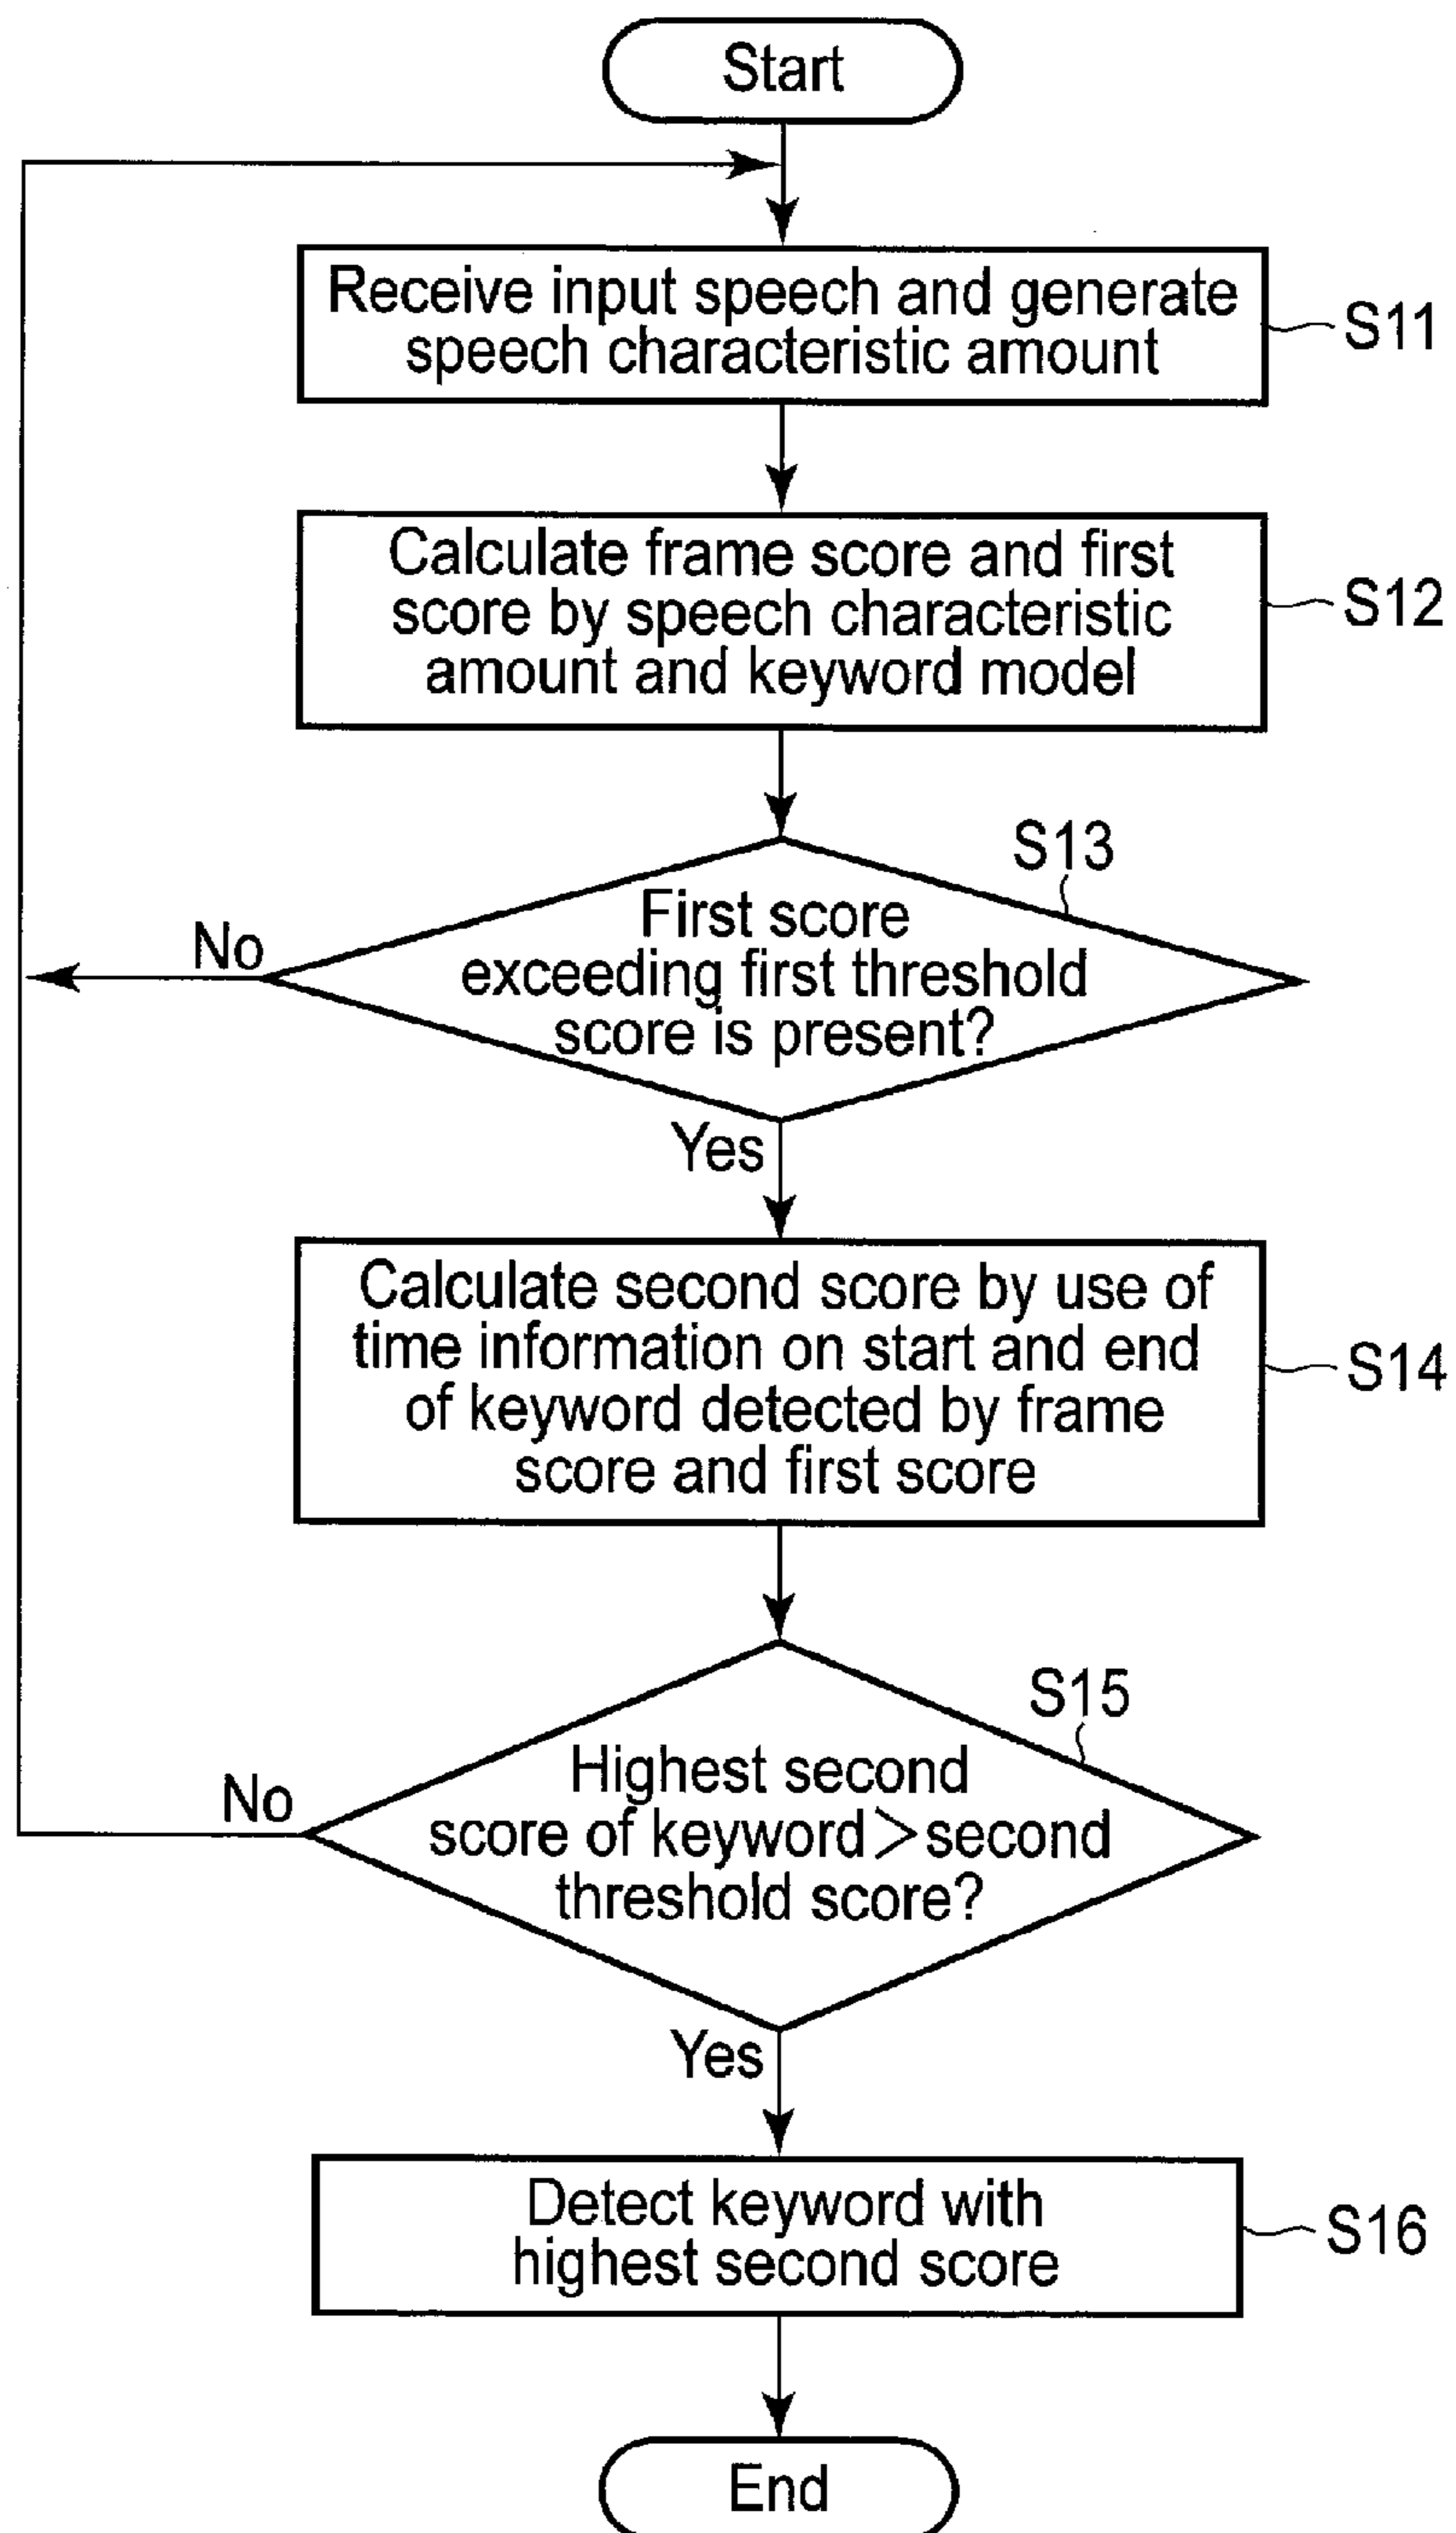 Start
Receive input speech and generate
speech characteristic amount
S11
Calculate frame score and first
score by speech characteristic
amount and keyword model
S12
S13
First score
exceeding first threshold
score is present?
No
Yes
Calculate second score by use of
time information on start and end
of keyword detected by frame
score and first score
S14
S15
Highest second
score of keyword>second
threshold score?
No
Yes
Detect keyword with
highest second score
S16
End